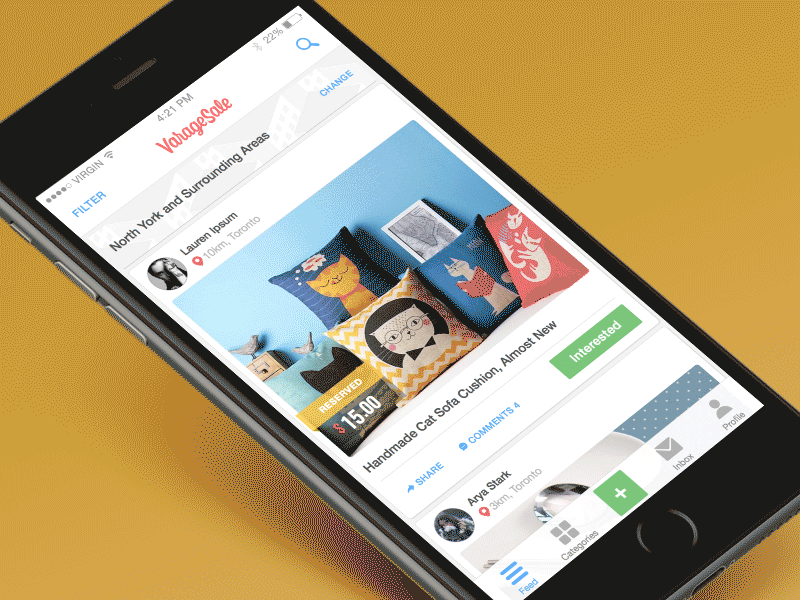 VIRGIN
4:21 PM
22%
FILTER
VarageSale
North York and Surrounding Areas
CHANGE
Lauren Ipsum
10km, Toronto
RESERVED
$15.00
Handmade Cat Sofa Cushion, Almost New
Interested
SHARE
COMMENTS 4
Arya Stark
3km, Toronto
Feed
Categories
+
Inbox
Profile